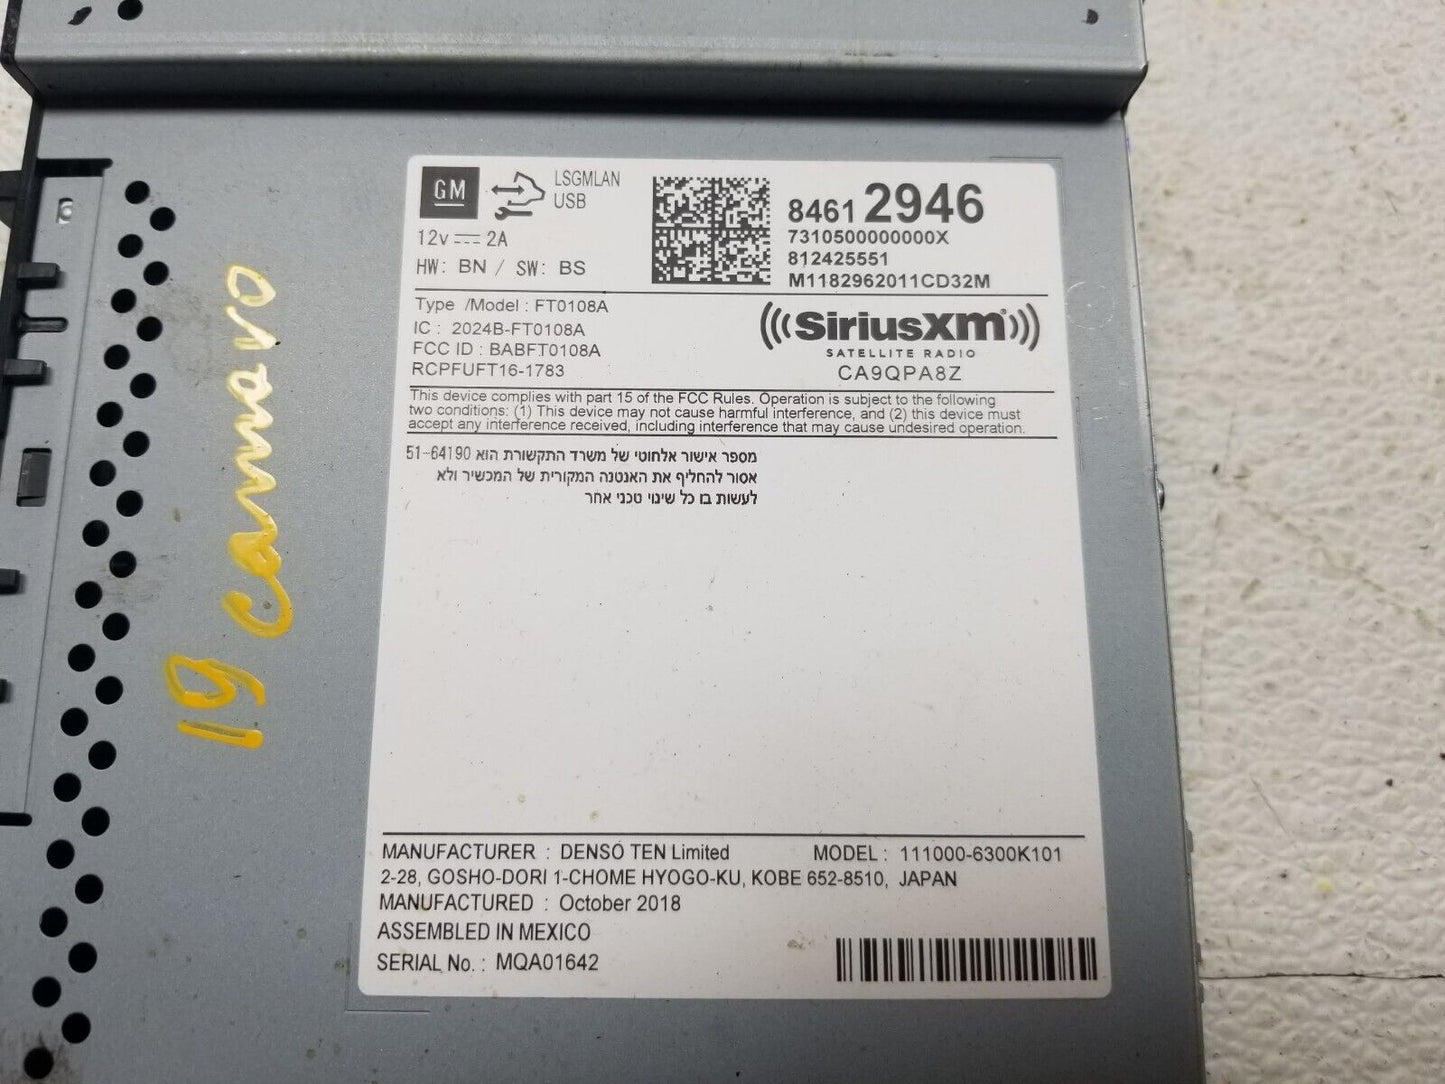 GM
LSGMLAN
USB
12v 2A
HW: BN / SW: BS
84612946
7310500000000X
812425551
M1182962011CD32M
Type /Model : FT0108A
IC : 2024B-FT0108A
FCC ID : BABFT0108A
RCPFUFT16-1783
SiriusXM
SATELLITE RADIO
CA9QPA8Z
This device complies with part 15 of the FCC Rules. Operation is subject to the following
two conditions: (1) This device may not cause harmful interference, and (2) this device must
accept any interference received, including interference that may cause undesired operation.
מספר אישור אלחוטי של משרד התקשורת הוא 51-64190
אסור להחליף את האנטנה המקורית של המכשיר ולא
לעשות בו כל שינוי טכני אחר
MANUFACTURER : DENSO TEN Limited MODEL : 111000-6300K101
2-28, GOSHO-DORI 1-CHOME HYOGO-KU, KOBE 652-8510, JAPAN
MANUFACTURED : October 2018
ASSEMBLED IN MEXICO
SERIAL No. : MQA01642
19 Camaro